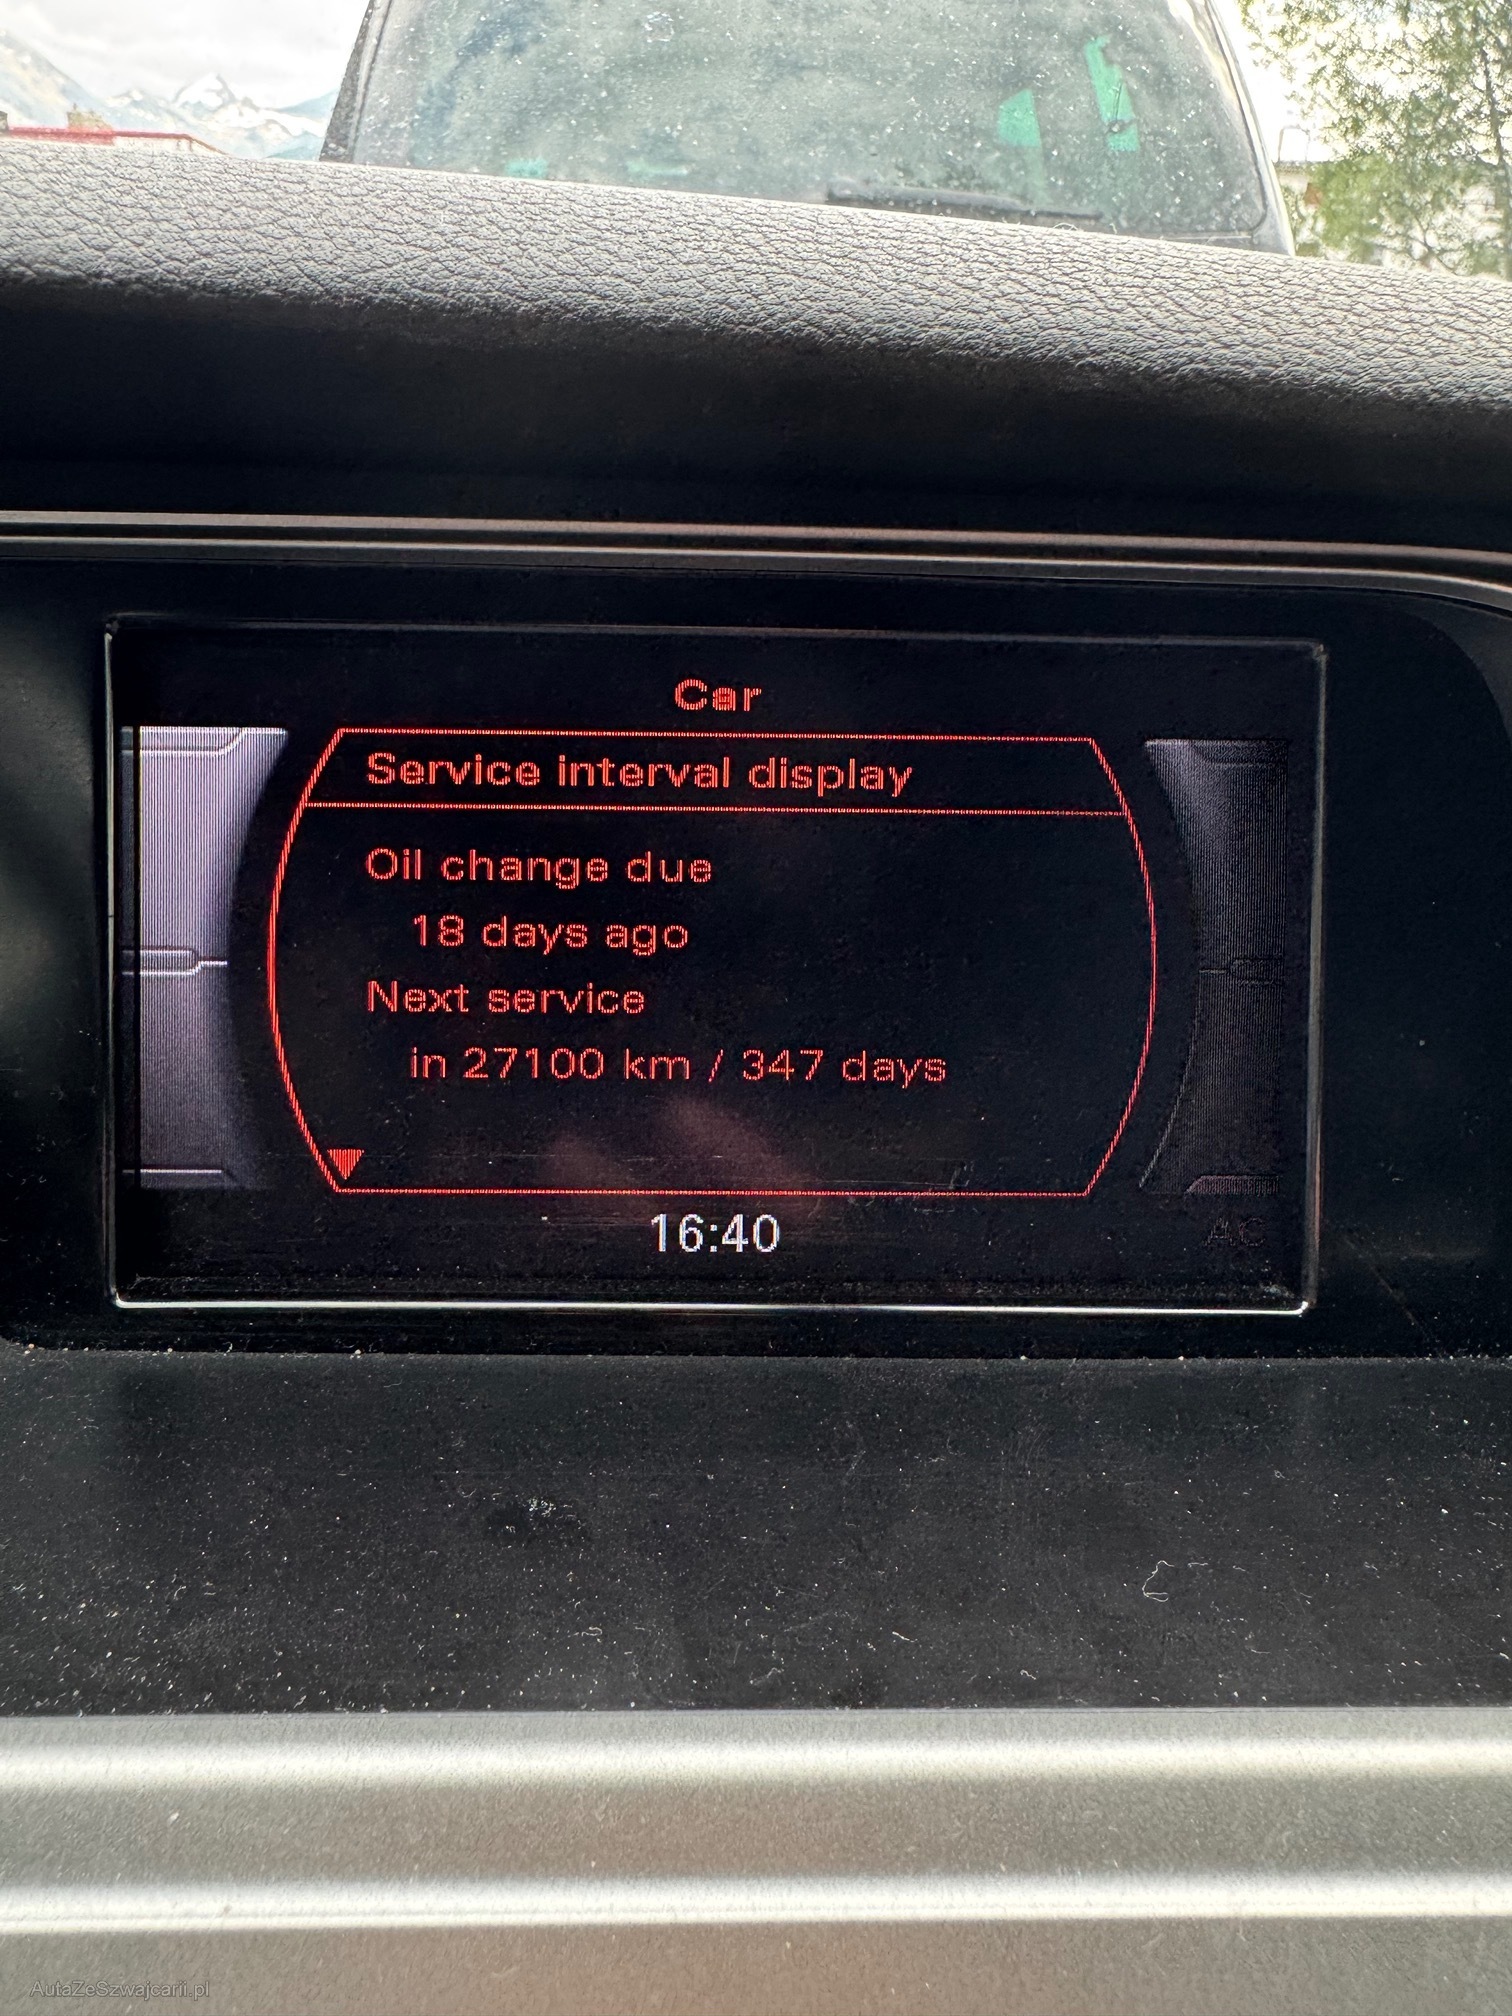 Car
Service interval display
Oil change due
18 days ago
Next service
in 27100 km / 347 days
16:40
AC
AutaZeSzwajcarii.pl